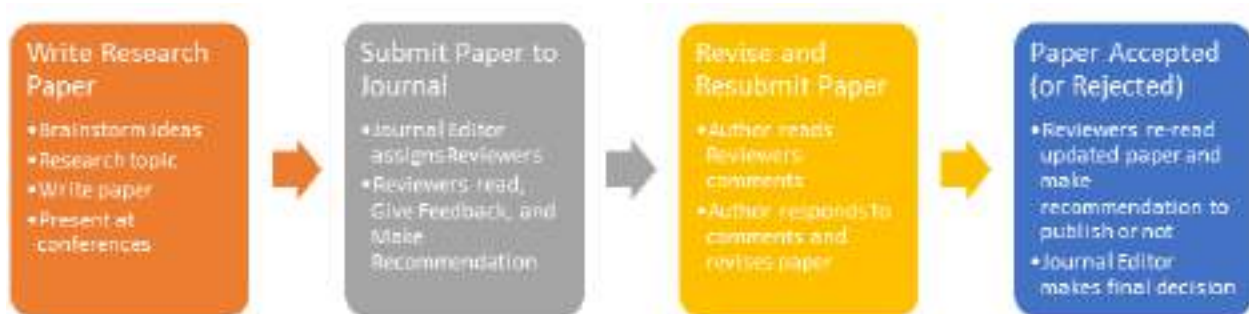 Write Research
Paper
•Brainstorm ideas
•Research topic
•Write paper
•Present at
conferences
Submit Paper to
Journal
•Journal Editor
assigns Reviewers
•Reviewers read,
Give Feedback, and
Make
Recommendation
Revise and
Resubmit Paper
•Author reads
Reviewers
comments
•Author responds to
comments and
revises paper
Paper Accepted
(or Rejected)
•Reviewers re-read
updated paper and
make
recommendation to
publish or not
•Journal Editor
makes final decision